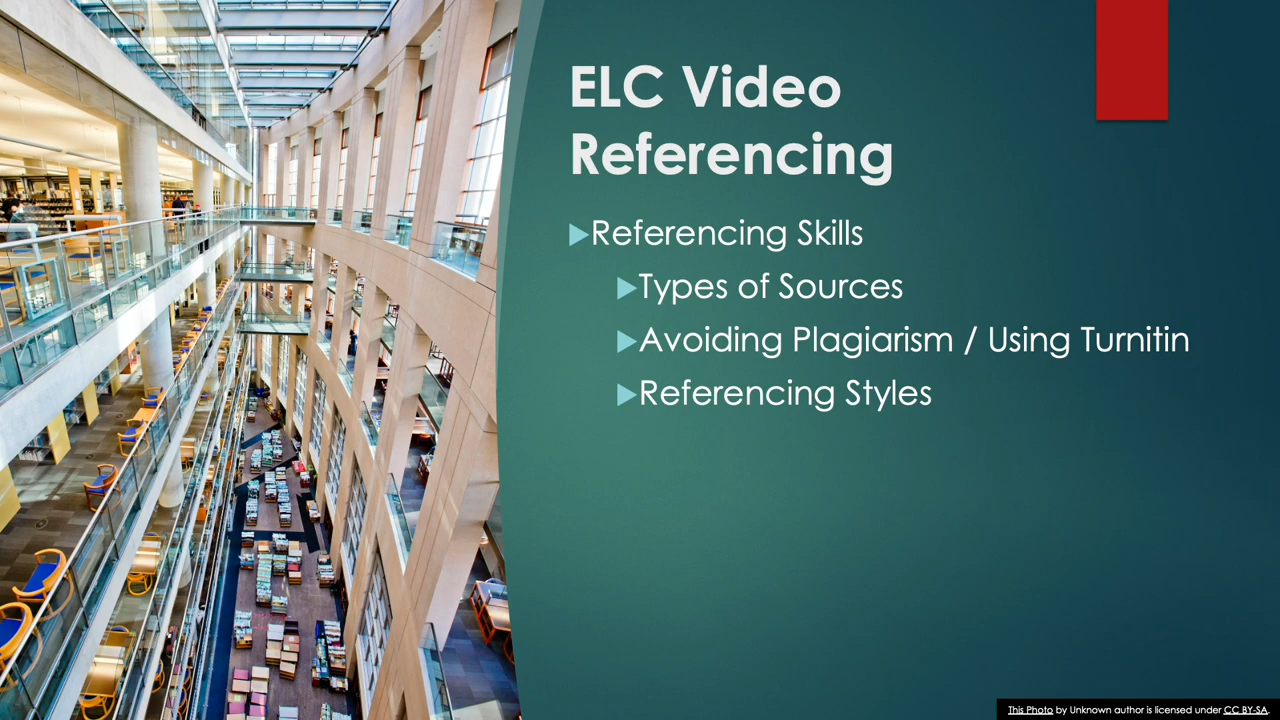 ELC Video
Referencing
Referencing Skills
Types of Sources
Avoiding Plagiarism / Using Turnitin
Referencing Styles
This Photo by Unknown author is licensed under CC BY-SA.